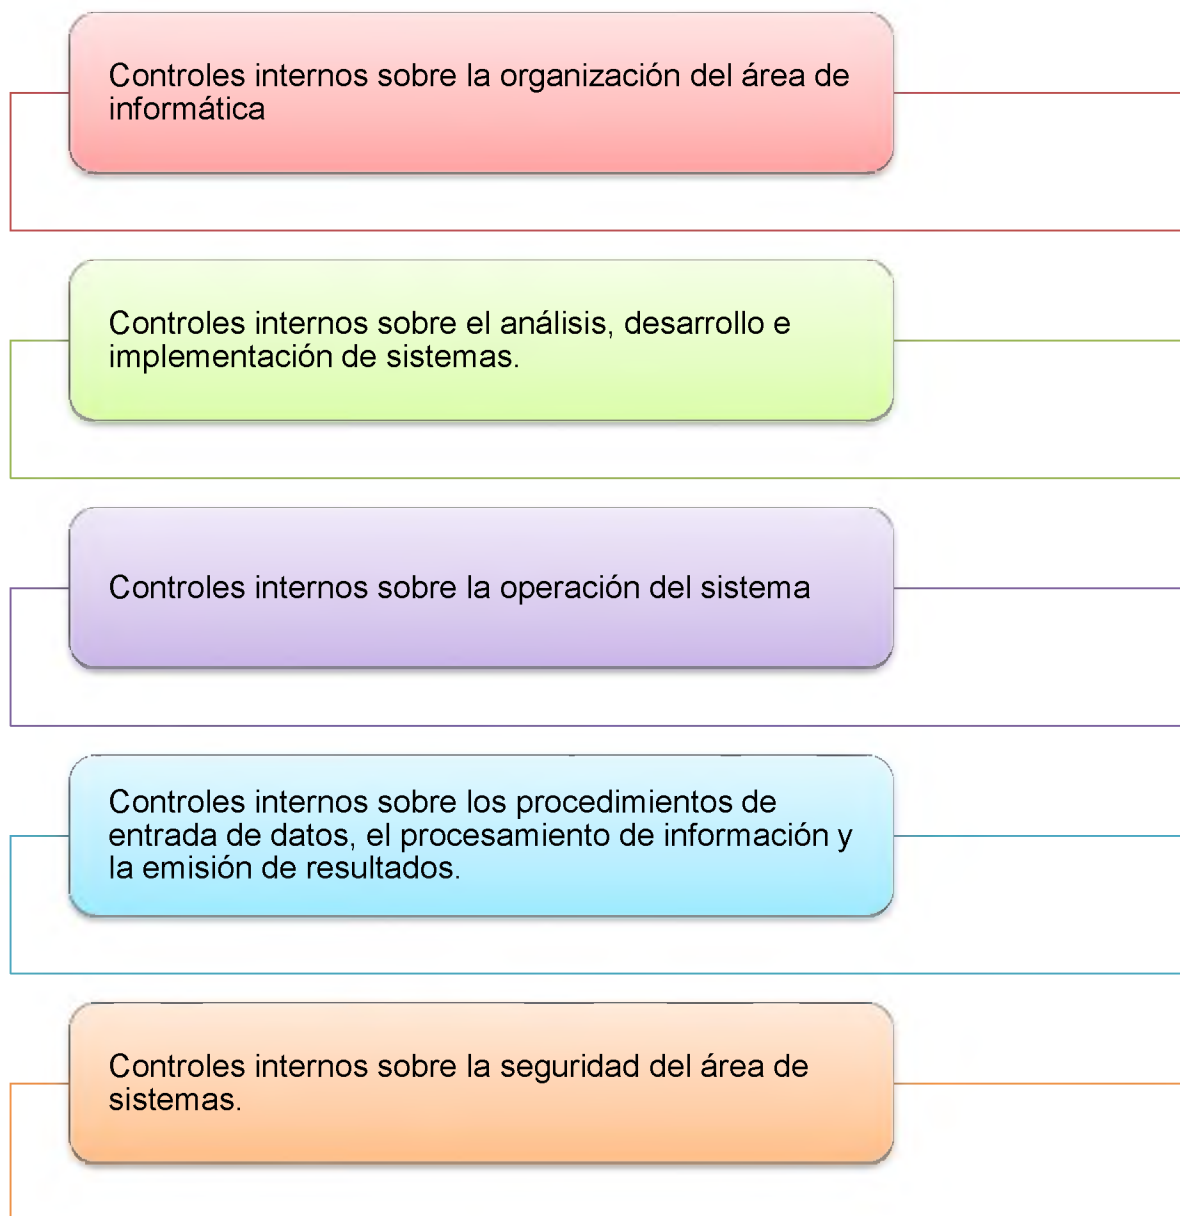 Controles internos sobre la organización del área de
informática
Controles internos sobre el análisis, desarrollo e
implementación de sistemas.
Controles internos sobre la operación del sistema
Controles internos sobre los procedimientos de
entrada de datos, el procesamiento de información y
la emisión de resultados.
Controles internos sobre la seguridad del área de
sistemas.